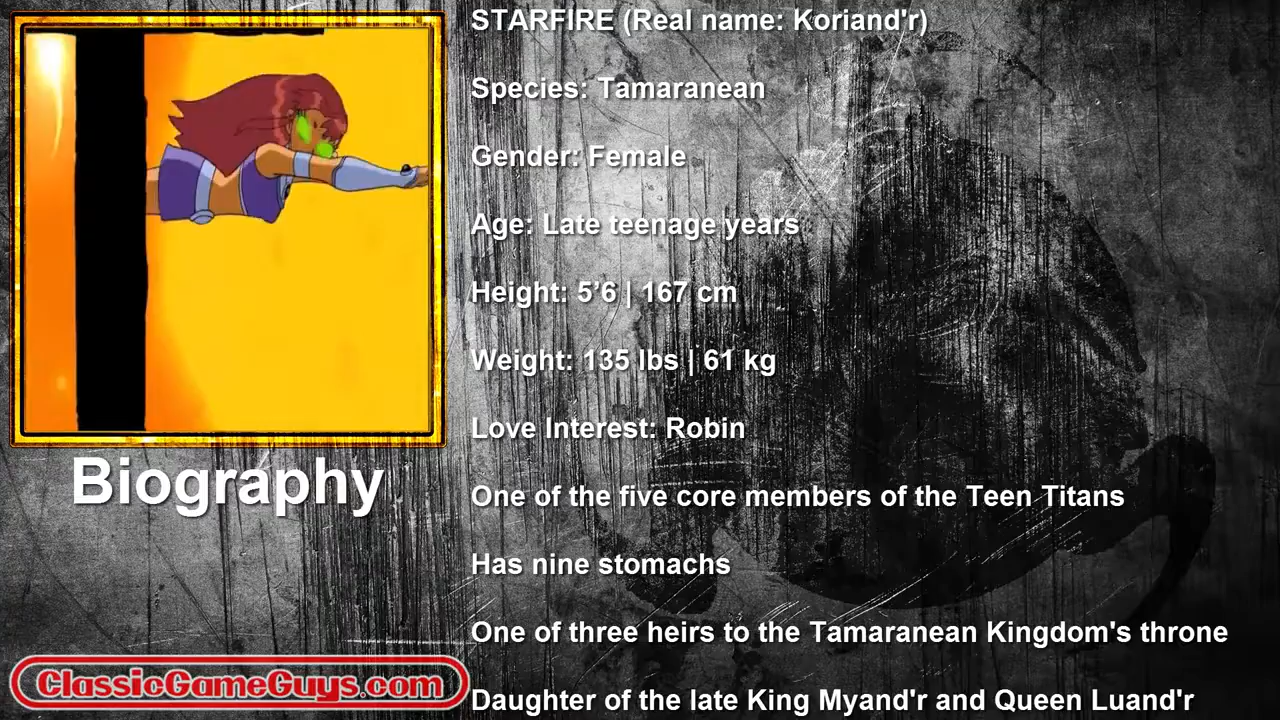 STARFIRE (Real name: Koriand'r)
Species: Tamaranean
Gender: Female
Age: Late teenage years
Height: 5’6 | 167 cm
Weight: 135 lbs | 61 kg
Love Interest: Robin
One of the five core members of the Teen Titans
Has nine stomachs
One of three heirs to the Tamaranean Kingdom's throne
Daughter of the late King Myand'r and Queen Luand'r
Biography
ClassicGameGuys.com